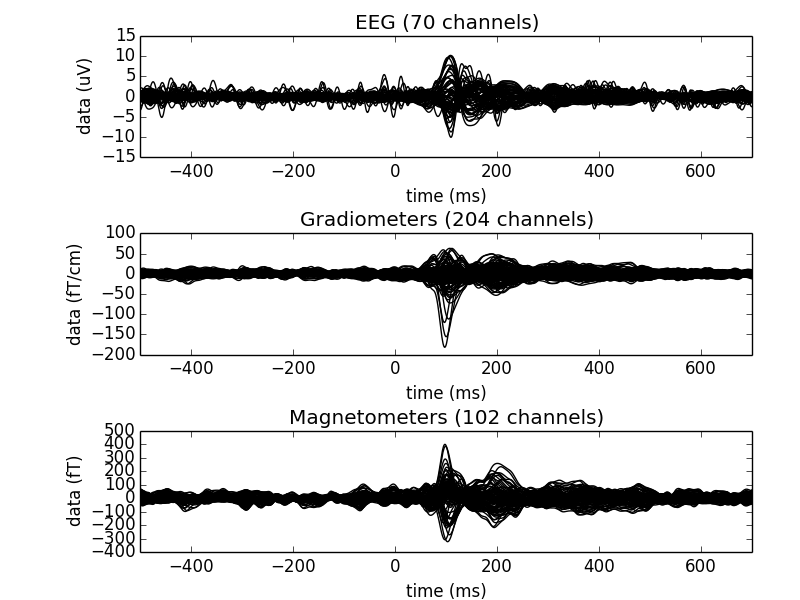 EEG (70 channels)
15
10
5
0
−5
−10
−15
data (uV)
−400 −200 0 200 400 600
time (ms)
Gradiometers (204 channels)
100
50
0
−50
−100
−150
−200
data (fT/cm)
−400 −200 0 200 400 600
time (ms)
Magnetometers (102 channels)
500
400
300
200
100
0
−100
−200
−300
−400
data (fT)
−400 −200 0 200 400 600
time (ms)